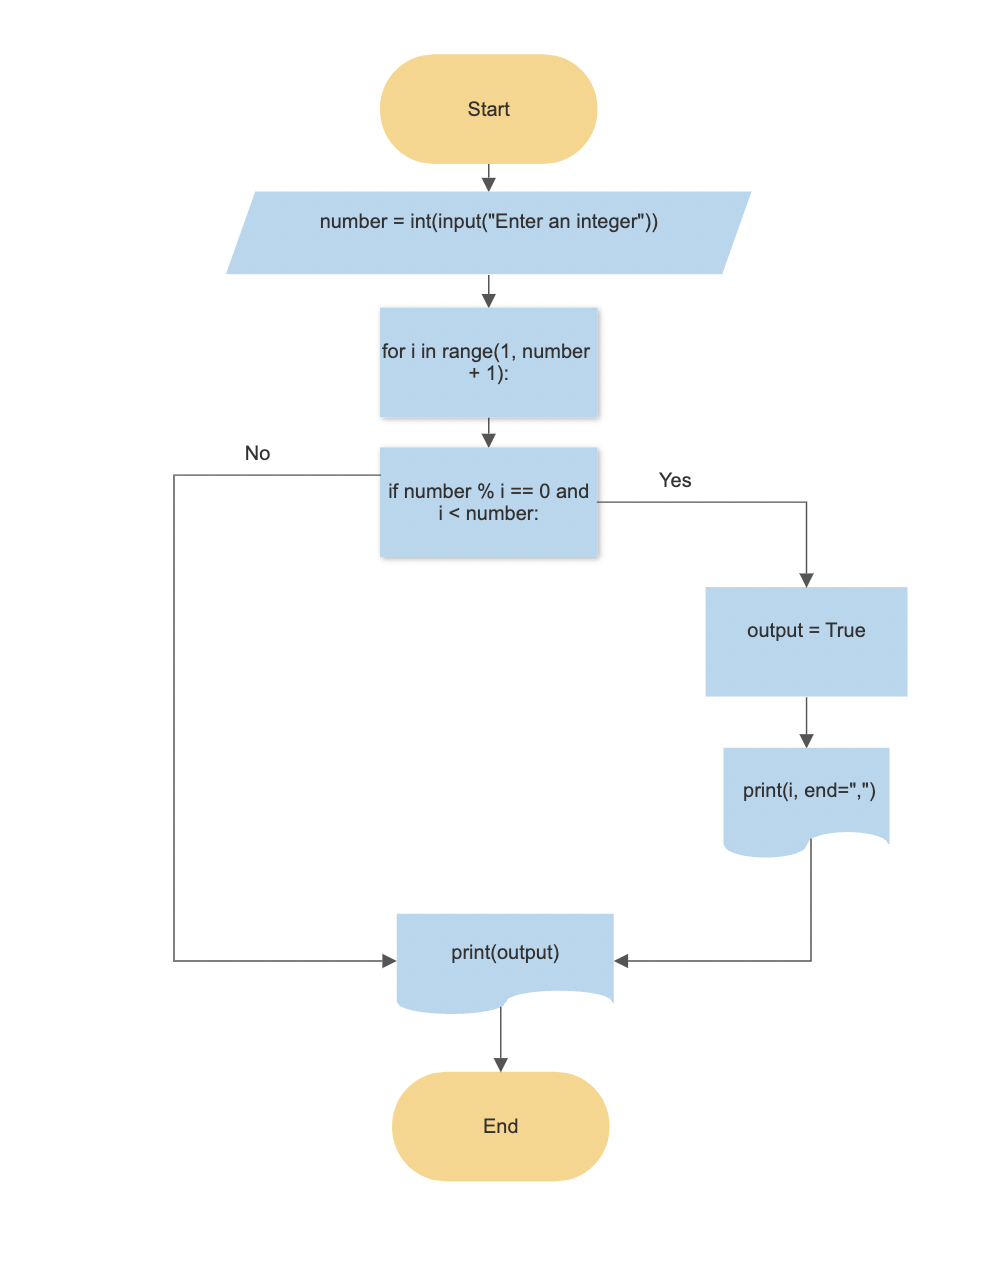 Start
number = int(input("Enter an integer"))
for i in range(1, number
+ 1):
No
if number % i == 0 and
i < number:
Yes
output = True
print(i, end=",")
print(output)
End